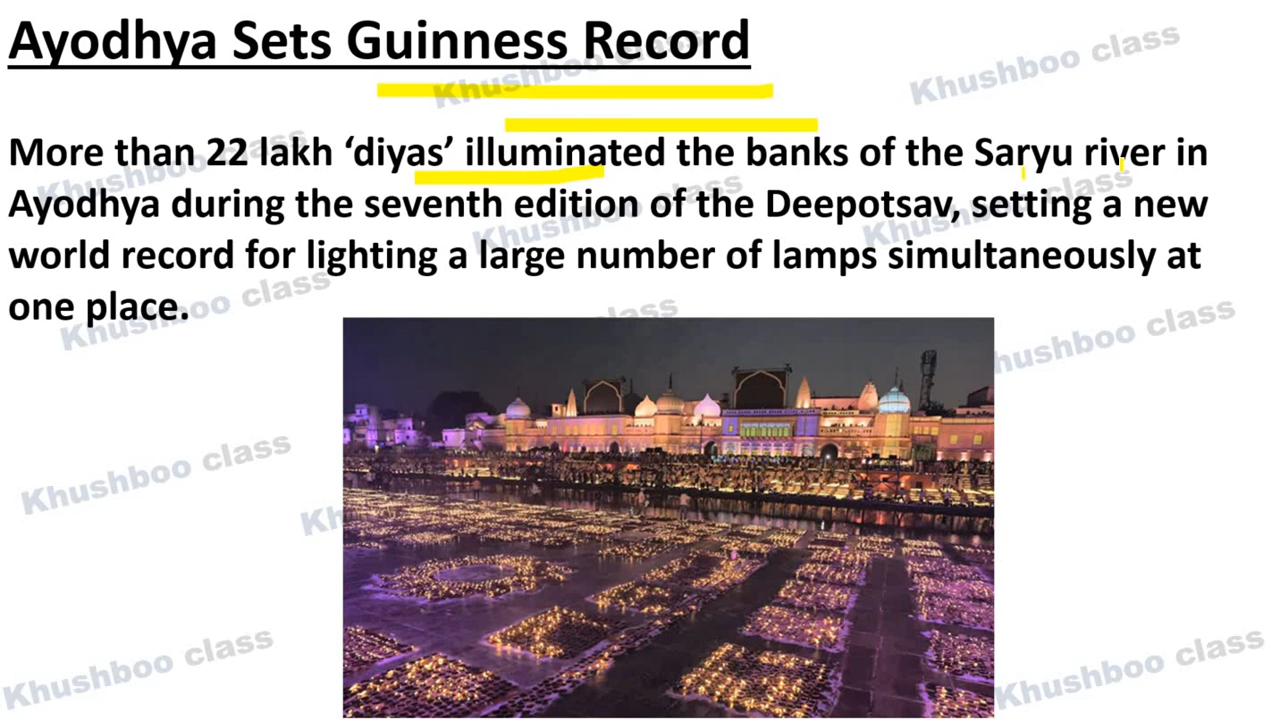 Ayodhya Sets Guinness Record
More than 22 lakh ‘diyas’ illuminated the banks of the Saryu river in
Ayodhya during the seventh edition of the Deepotsav, setting a new
world record for lighting a large number of lamps simultaneously at
one place.
Khushboo class
Khushboo class
Khushboo class
Khushboo class
Khushboo class
Khushboo class
class
hushboo class
Khushboo class
Kh
Khushboo class
Khushboo class